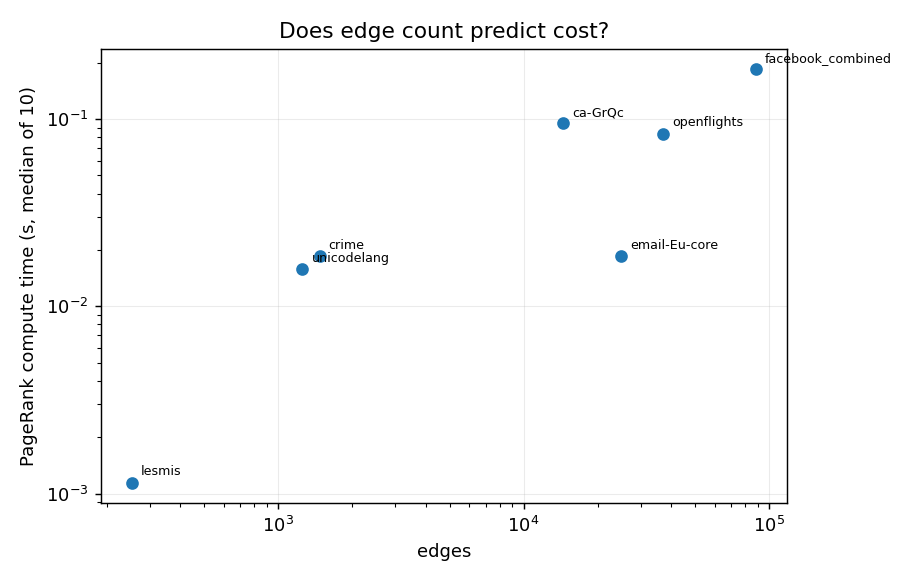 Does edge count predict cost?
PageRank compute time (s, median of 10)
10⁻¹
10⁻²
10⁻³
facebook_combined
ca-GrQc
openflights
crime
unicodelang
email-Eu-core
lesmis
10³
10⁴
10⁵
edges